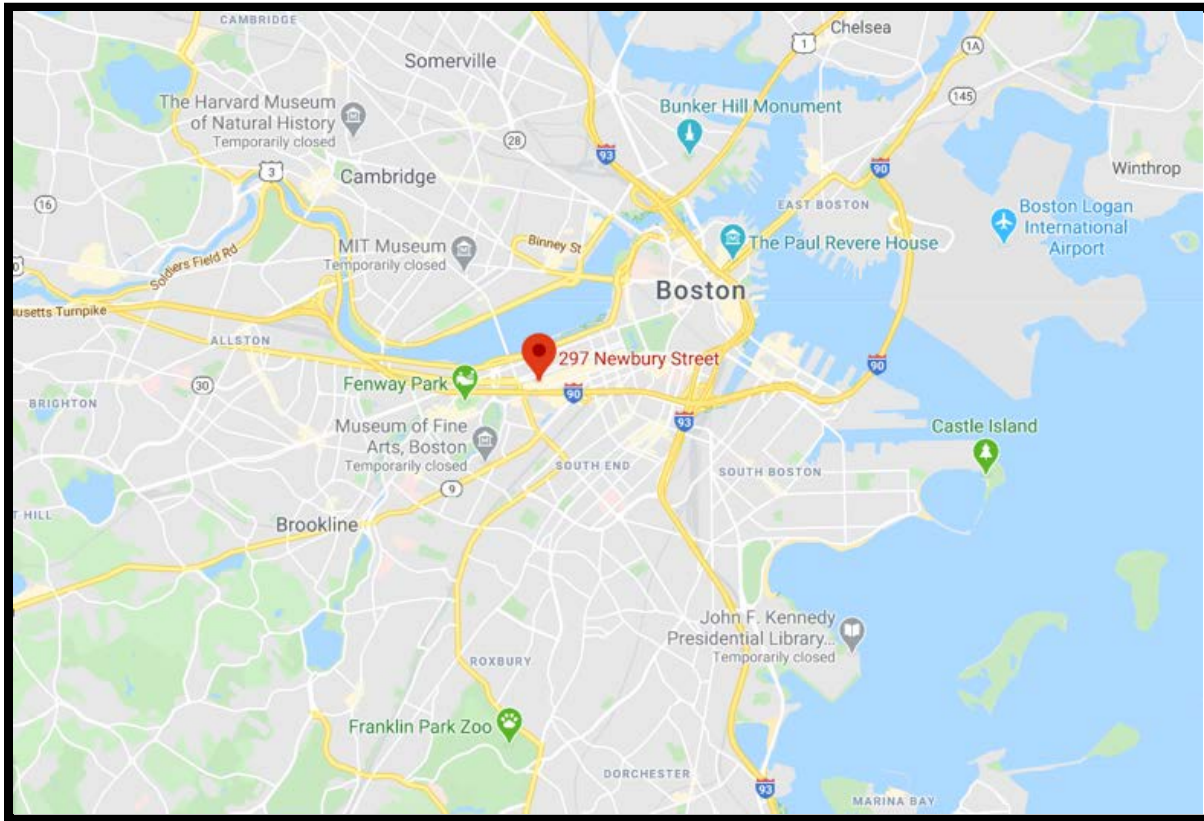 CAMBRIDGE
Chelsea
1
1A
Somerville
145
The Harvard Museum
of Natural History
Temporarily closed
Bunker Hill Monument
28
93
90
3
Cambridge
Winthrop
16
EAST BOSTON
Boston Logan
International
Airport
MIT Museum
Temporarily closed
Binney St
The Paul Revere House
Soldiers Field Rd
0
Boston
usetts Turnpike
ALLSTON
297 Newbury Street
90
30
Fenway Park
90
BRIGHTON
93
Museum of Fine
Arts, Boston
Temporarily closed
Castle Island
SOUTH END
SOUTH BOSTON
9
T HILL
Brookline
John F. Kennedy
Presidential Library...
Temporarily closed
ROXBURY
Franklin Park Zoo
DORCHESTER
93
MARINA BAY